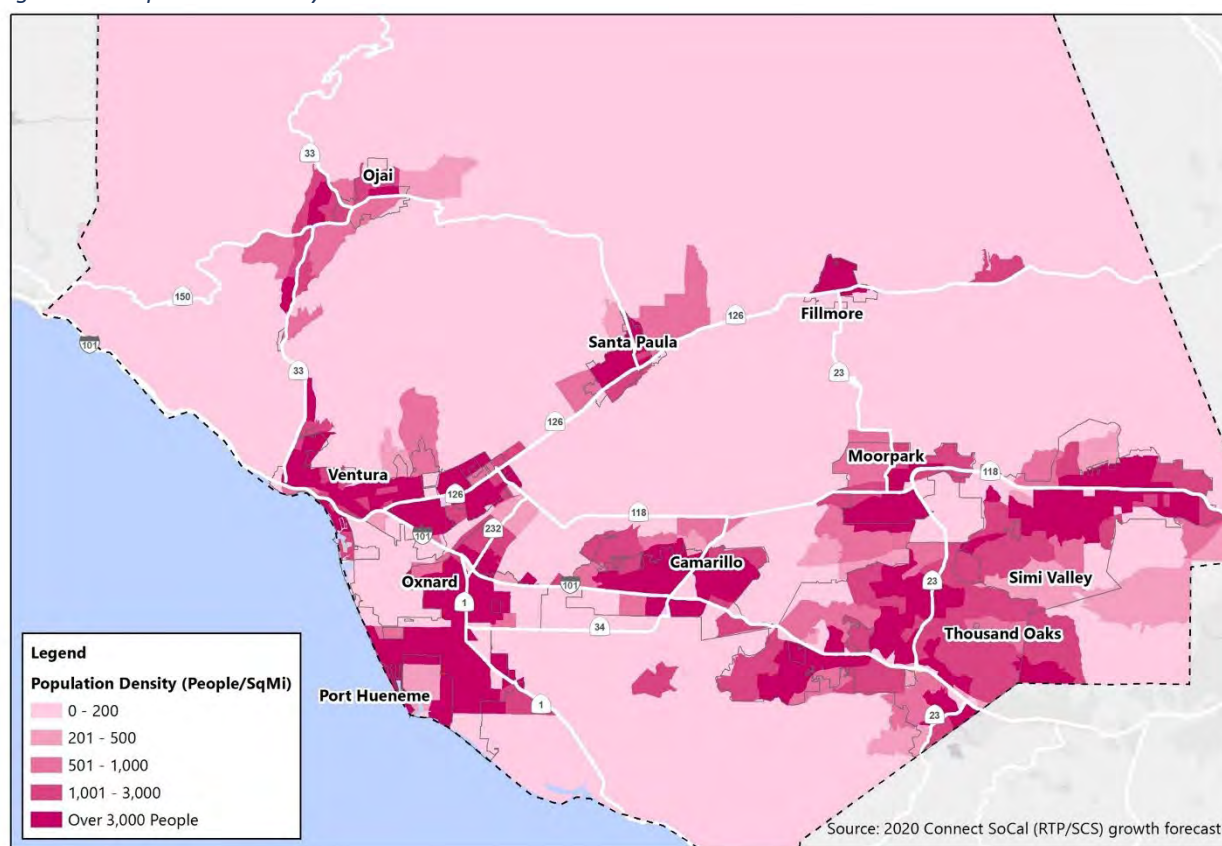 33
Ojai
150
101
33
Santa Paula
126
126
Fillmore
23
Ventura
126
Moorpark
118
118
232
101
Oxnard
Camarillo
101
1
34
23
Simi Valley
Thousand Oaks
Port Hueneme
1
23
Legend
Population Density (People/SqMi)
0 - 200
201 - 500
501 - 1,000
1,001 - 3,000
Over 3,000 People
Source: 2020 Connect SoCal (RTP/SCS) growth forecast